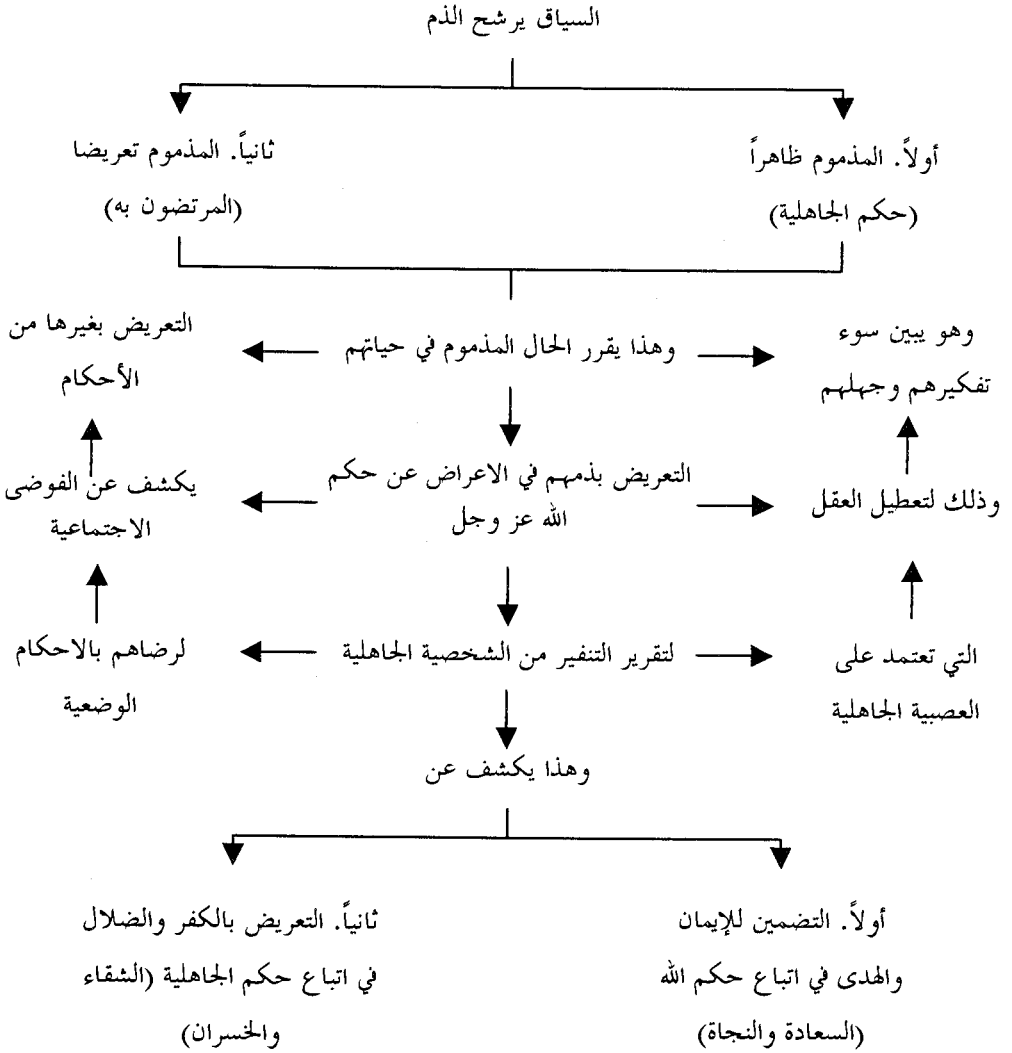 السياق يرشح الذم
أولاً. المذموم ظاهراً
(حكم الجاهلية)
ثانياً. المذموم تعريضا
(المرتضون به)
وهو يبين سوء
تفكيرهم وجهلهم
وهذا يقرر الحال المذموم في حياتهم
التعريض بغيرها من
الأحكام
وذلك لتعطيل العقل
التعريض بذمهم في الاعراض عن حكم
الله عز وجل
يكشف عن الفوضى
الاجتماعية
التي تعتمد على
العصبية الجاهلية
لتقرير التنفير من الشخصية الجاهلية
لرضاهم بالاحكام
الوضعية
وهذا يكشف عن
أولاً. التضمين للإيمان
والهدى في اتباع حكم الله
(السعادة والنجاة)
ثانياً. التعريض بالكفر والضلال
في اتباع حكم الجاهلية (الشقاء
والخسران)